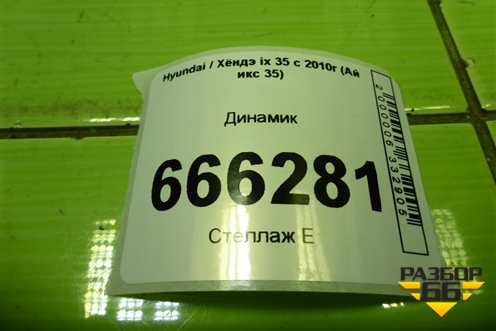 Hyundai / Хёндэ ix 35 с 2010г (Ай
икс 35)
Динамик
666281
Стеллаж Е
2000006332905
РАЗБОР
66